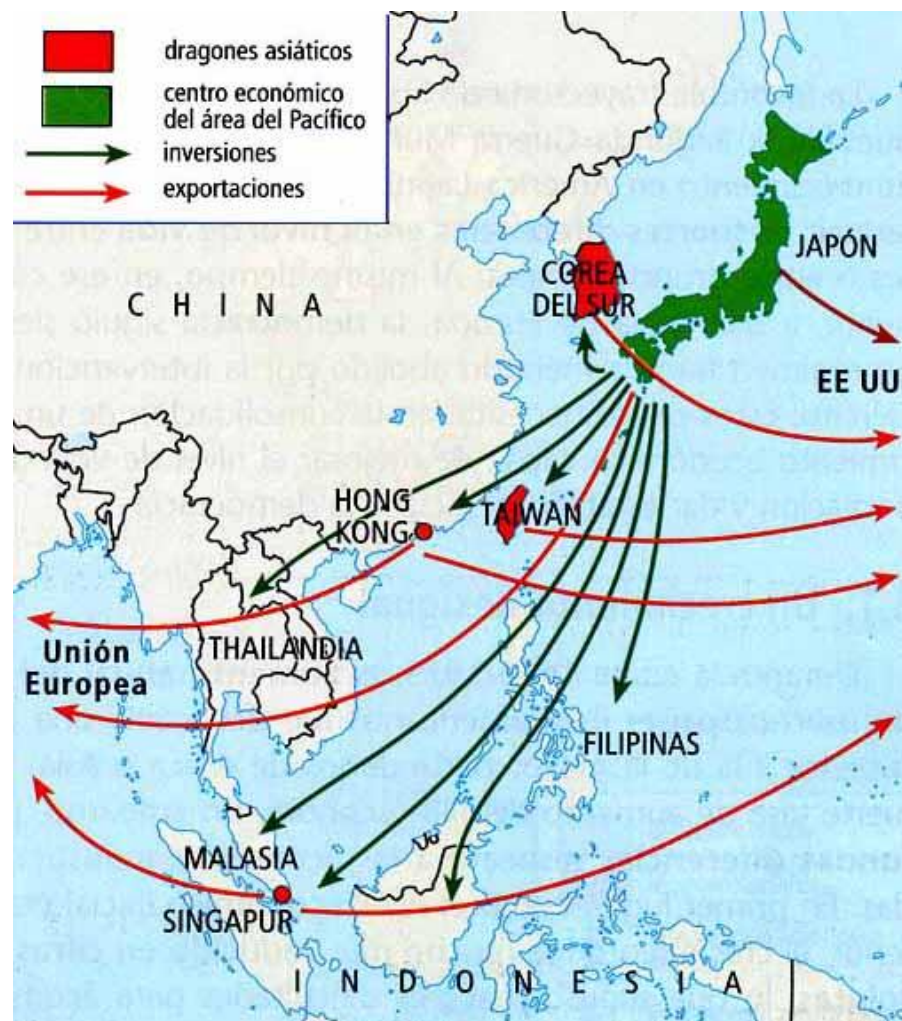 dragones asiáticos
centro económico
del área del Pacífico
inversiones
exportaciones
JAPÓN
COREA
DEL SUR
CHINA
EE UU
HONG
KONG
TAIWAN
THAILANDIA
Unión
Europea
FILIPINAS
MALASIA
SINGAPUR
INDONESIA